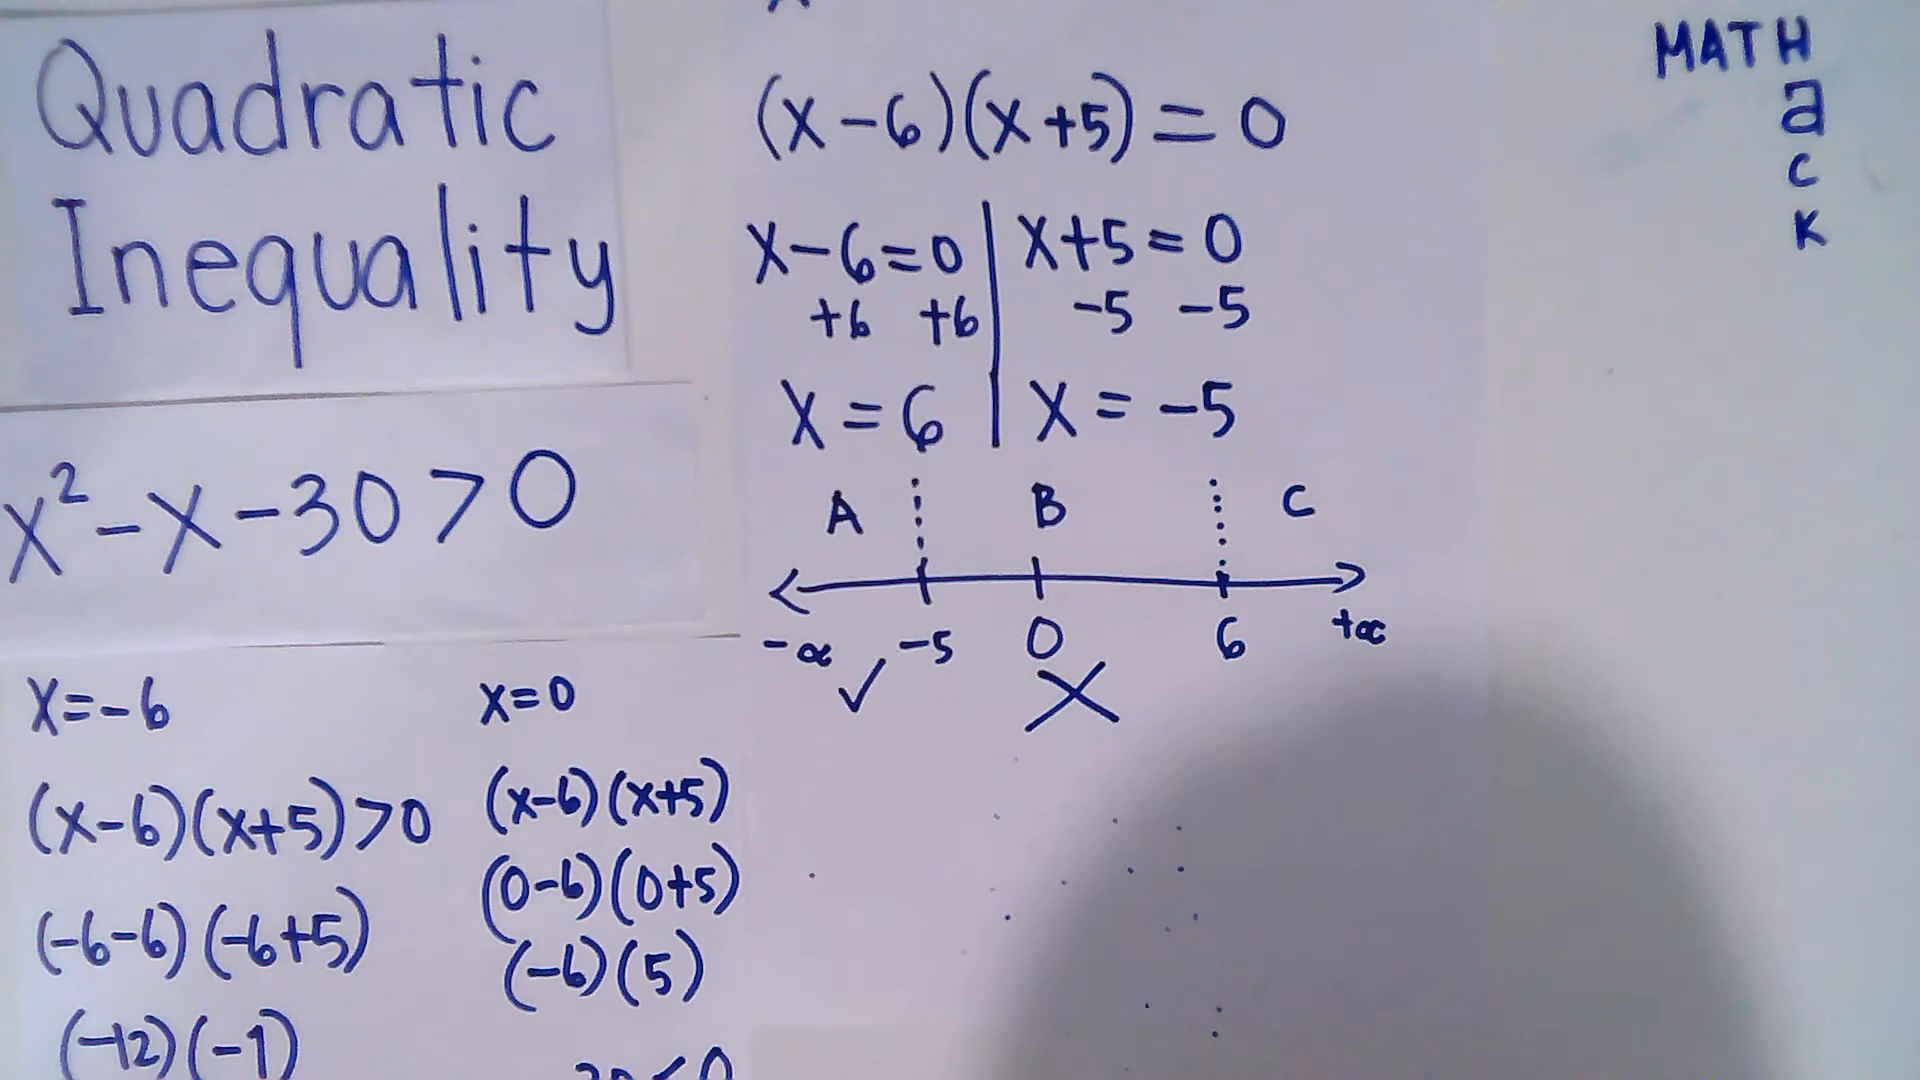 Quadratic
Inequality
x²-x-30>0
x=-6
(x-6)(x+5)>0
(-6-6)(-6+5)
(-12)(-1)
x=0
(x-6)(x+5)
(0-6)(0+5)
(-6)(5)
(x-6)(x+5)=0
x-6=0 | x+5=0
+6 +6 | -5 -5
x=6 | x=-5
A B C
-∞ -5 0 6 +∞
✓ X
MATH
a
c
K